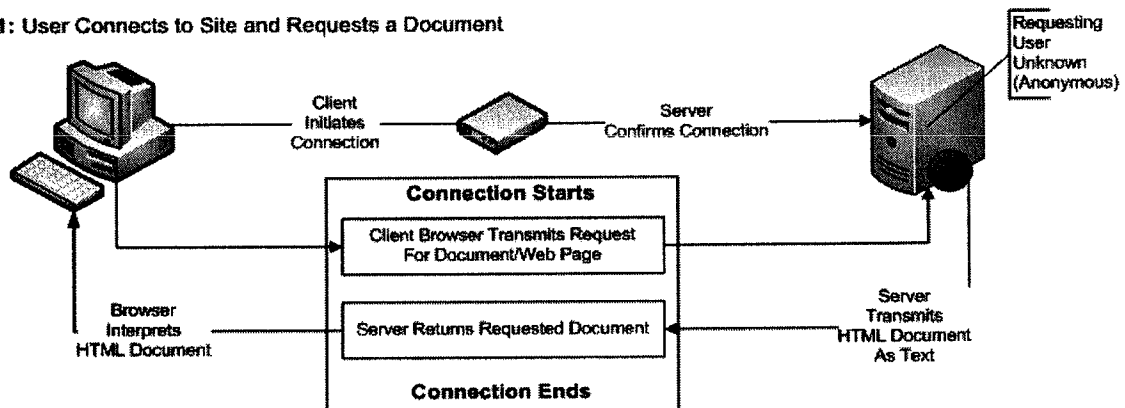 1: User Connects to Site and Requests a Document
Requesting
User
Unknown
(Anonymous)
Client
Initiates
Connection
Server
Confirms Connection
Connection Starts
Client Browser Transmits Request
For Document/Web Page
Browser
Interprets
HTML Document
Server Returns Requested Document
Server
Transmits
HTML Document
As Text
Connection Ends